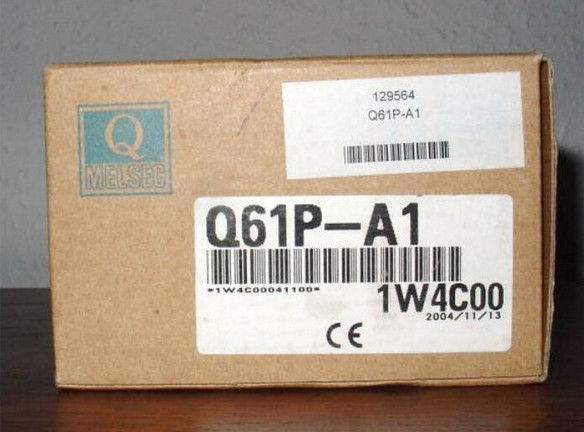 Q
MELSEC
129564
Q61P-A1
Q61P-A1
*1W4C00041100*
1W4C00
2004/11/13
CE